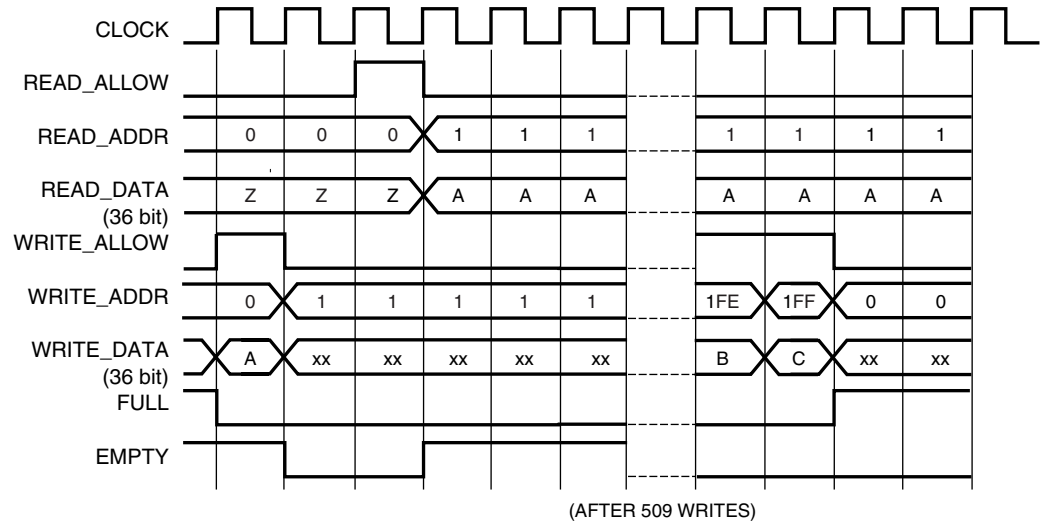 CLOCK
READ_ALLOW
READ_ADDR 0 0 0 1 1 1 1 1 1 1
READ_DATA Z Z Z A A A A A A A
(36 bit)
WRITE_ALLOW
WRITE_ADDR 0 1 1 1 1 1 1FE 1FF 0 0
WRITE_DATA A xx xx xx xx xx B C xx xx
(36 bit)
FULL
EMPTY
(AFTER 509 WRITES)